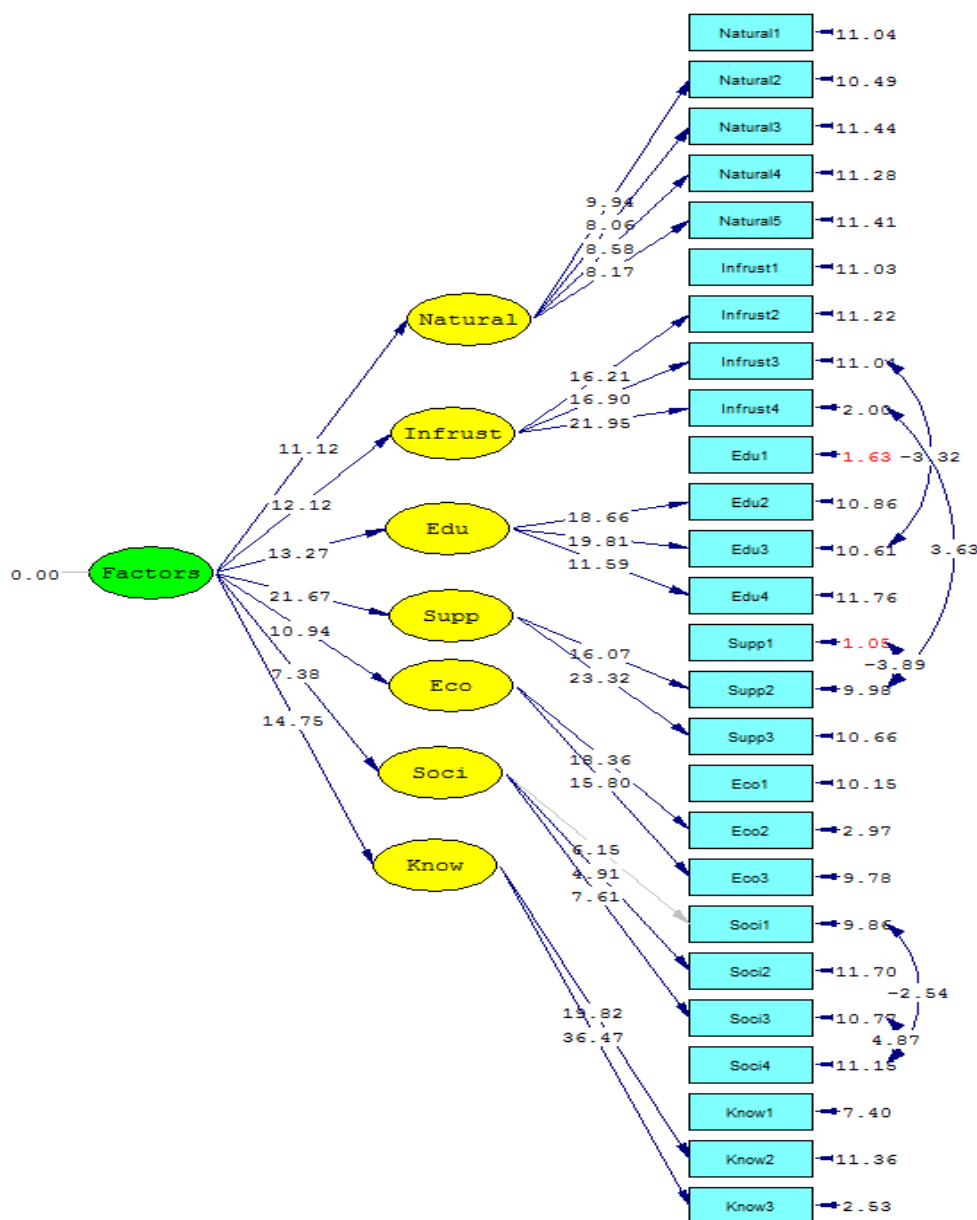 Natural1 11.04
Natural2 10.49
Natural3 11.44
Natural4 11.28
9.94
8.06
8.58
8.17
Natural5 11.41
Infrust1 11.03
Natural
Infrust2 11.22
Infrust3 11.01
16.21
16.90
21.95
Infrust4 2.00
Infrust
11.12
Edu1 1.63 -3.32
12.12
Edu2 10.86
18.66
19.81
11.59
Edu
13.27
Edu3 10.61 3.63
0.00 Factors
Edu4 11.76
21.67
Supp
10.94
Supp1 1.05
16.07
23.32
-3.89
7.38
Eco
Supp2 9.98
14.75
Supp3 10.66
18.36
15.80
Soci
Eco1 10.15
Eco2 2.97
6.15
4.91
7.61
Know
Eco3 9.78
Soci1 9.86
Soci2 11.70
-2.54
19.82
36.47
Soci3 10.77
4.87
Soci4 11.15
Know1 7.40
Know2 11.36
Know3 2.53